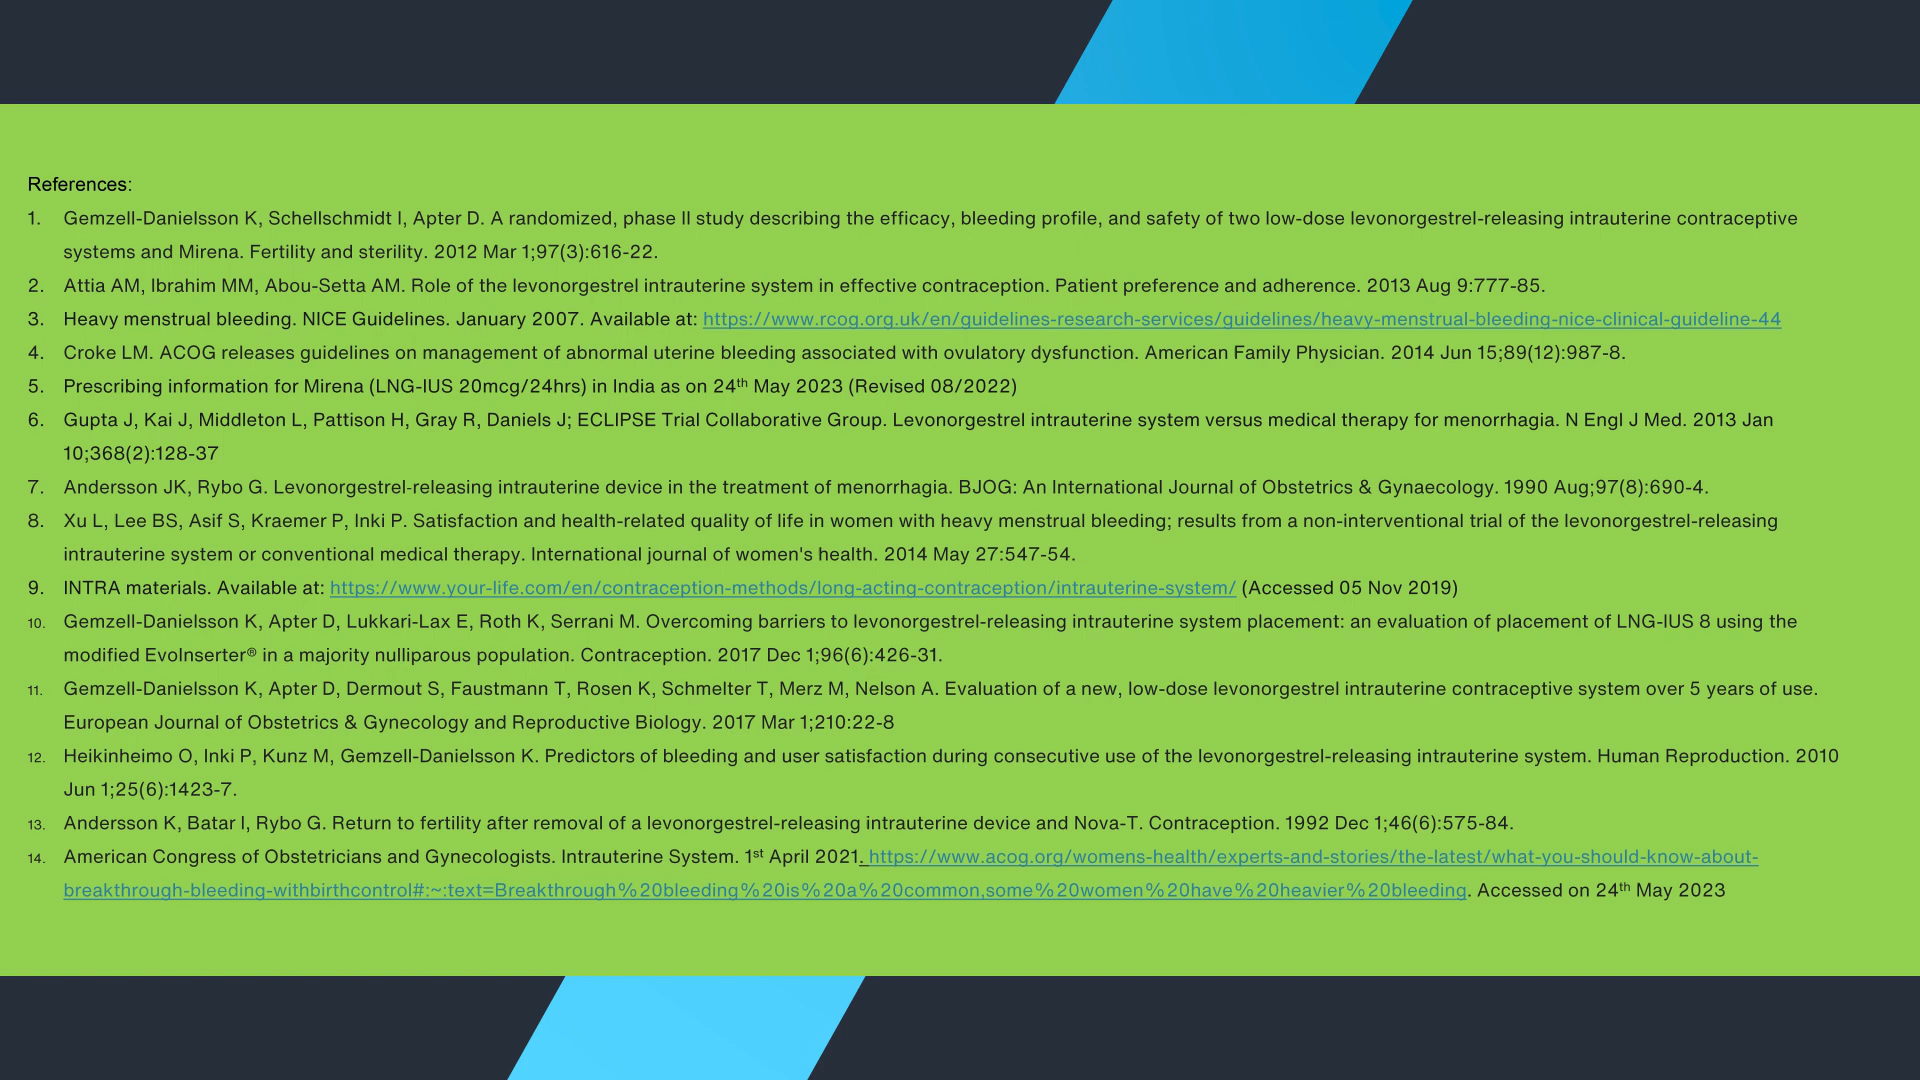 References:
1. Gemzell-Danielsson K, Schellschmidt I, Apter D. A randomized, phase II study describing the efficacy, bleeding profile, and safety of two low-dose levonorgestrel-releasing intrauterine contraceptive
systems and Mirena. Fertility and sterility. 2012 Mar 1;97(3):616-22.
2. Attia AM, Ibrahim MM, Abou-Setta AM. Role of the levonorgestrel intrauterine system in effective contraception. Patient preference and adherence. 2013 Aug 9:777-85.
3. Heavy menstrual bleeding. NICE Guidelines. January 2007. Available at: https://www.rcog.org.uk/en/guidelines-research-services/guidelines/heavy-menstrual-bleeding-nice-clinical-guideline-44
4. Croke LM. ACOG releases guidelines on management of abnormal uterine bleeding associated with ovulatory dysfunction. American Family Physician. 2014 Jun 15;89(12):987-8.
5. Prescribing information for Mirena (LNG-IUS 20mcg/24hrs) in India as on 24th May 2023 (Revised 08/2022)
6. Gupta J, Kai J, Middleton L, Pattison H, Gray R, Daniels J; ECLIPSE Trial Collaborative Group. Levonorgestrel intrauterine system versus medical therapy for menorrhagia. N Engl J Med. 2013 Jan
10;368(2):128-37
7. Andersson JK, Rybo G. Levonorgestrel-releasing intrauterine device in the treatment of menorrhagia. BJOG: An International Journal of Obstetrics & Gynaecology. 1990 Aug;97(8):690-4.
8. Xu L, Lee BS, Asif S, Kraemer P, Inki P. Satisfaction and health-related quality of life in women with heavy menstrual bleeding; results from a non-interventional trial of the levonorgestrel-releasing
intrauterine system or conventional medical therapy. International journal of women's health. 2014 May 27:547-54.
9. INTRA materials. Available at: https://www.your-life.com/en/contraception-methods/long-acting-contraception/intrauterine-system/ (Accessed 05 Nov 2019)
10. Gemzell-Danielsson K, Apter D, Lukkari-Lax E, Roth K, Serrani M. Overcoming barriers to levonorgestrel-releasing intrauterine system placement: an evaluation of placement of LNG-IUS 8 using the
modified EvoInserter® in a majority nulliparous population. Contraception. 2017 Dec 1;96(6):426-31.
11. Gemzell-Danielsson K, Apter D, Dermout S, Faustmann T, Rosen K, Schmelter T, Merz M, Nelson A. Evaluation of a new, low-dose levonorgestrel intrauterine contraceptive system over 5 years of use.
European Journal of Obstetrics & Gynecology and Reproductive Biology. 2017 Mar 1;210:22-8
12. Heikinheimo O, Inki P, Kunz M, Gemzell-Danielsson K. Predictors of bleeding and user satisfaction during consecutive use of the levonorgestrel-releasing intrauterine system. Human Reproduction. 2010
Jun 1;25(6):1423-7.
13. Andersson K, Batar I, Rybo G. Return to fertility after removal of a levonorgestrel-releasing intrauterine device and Nova-T. Contraception. 1992 Dec 1;46(6):575-84.
14. American Congress of Obstetricians and Gynecologists. Intrauterine System. 1st April 2021. https://www.acog.org/womens-health/experts-and-stories/the-latest/what-you-should-know-about-
breakthrough-bleeding-withbirthcontrol#:~:text=Breakthrough%20bleeding%20is%20a%20common,some%20women%20have%20heavier%20bleeding. Accessed on 24th May 2023